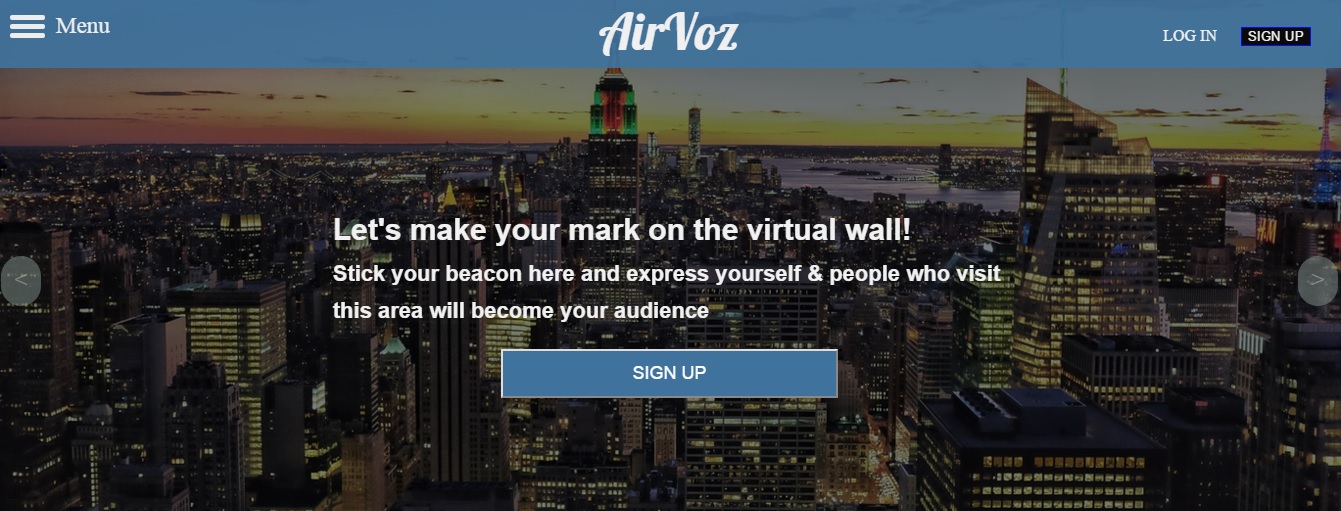 Menu
AirVoz
LOG IN
SIGN UP
Let's make your mark on the virtual wall!
Stick your beacon here and express yourself & people who visit
this area will become your audience
<
>
SIGN UP